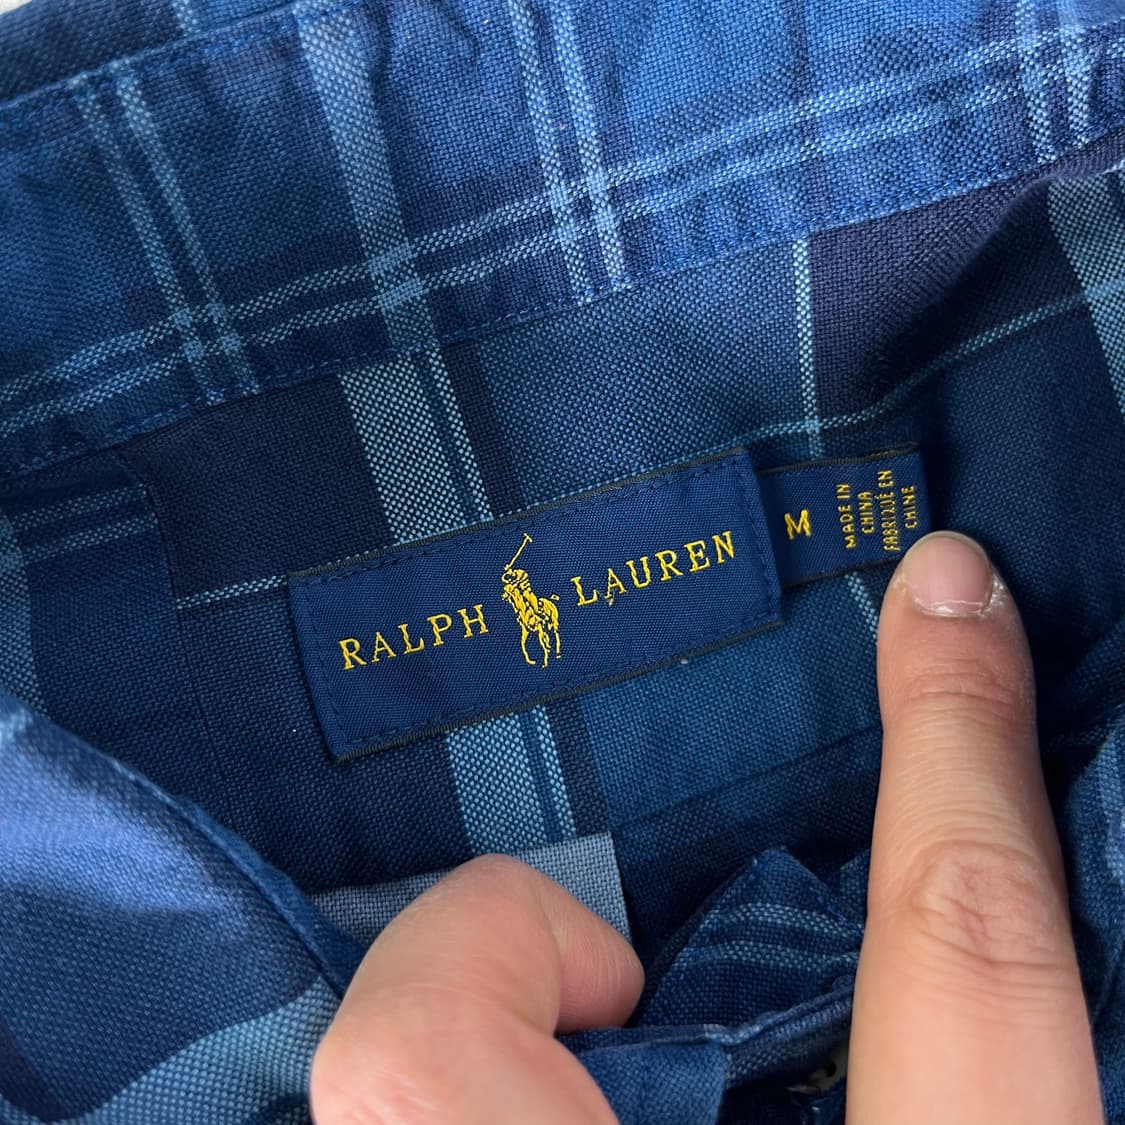 RALPH LAUREN
M
MADE IN
CHINA
FABRIQUÉ EN
CHINE